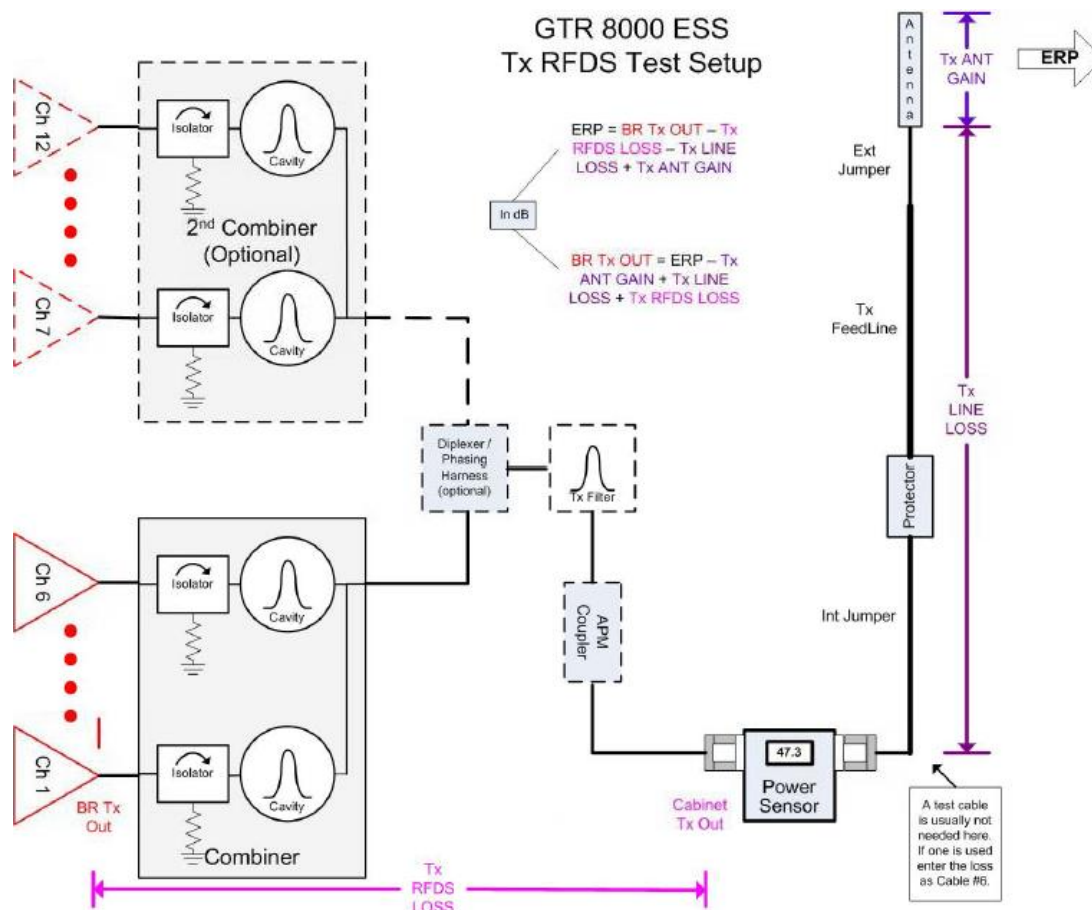 GTR 8000 ESS
Tx RFDS Test Setup
Antenna
Tx ANT
GAIN
ERP
Ch 12
Isolator
Cavity
2nd Combiner
(Optional)
Ch 7
Isolator
Cavity
ERP = BR Tx OUT – Tx
RFDS LOSS – Tx LINE
LOSS + Tx ANT GAIN
In dB
BR Tx OUT = ERP – Tx
ANT GAIN + Tx LINE
LOSS + Tx RFDS LOSS
Ext
Jumper
Tx
FeedLine
Tx
LINE
LOSS
Diplexer /
Phasing
Harness
(optional)
Tx Filter
Protector
Ch 6
Isolator
Cavity
APM
Coupler
Int Jumper
Ch 1
Isolator
Cavity
BR Tx
Out
Combiner
47.3
Power
Sensor
Cabinet
Tx Out
A test cable
is usually not
needed here.
If one is used
enter the loss
as Cable #6.
Tx
RFDS
LOSS